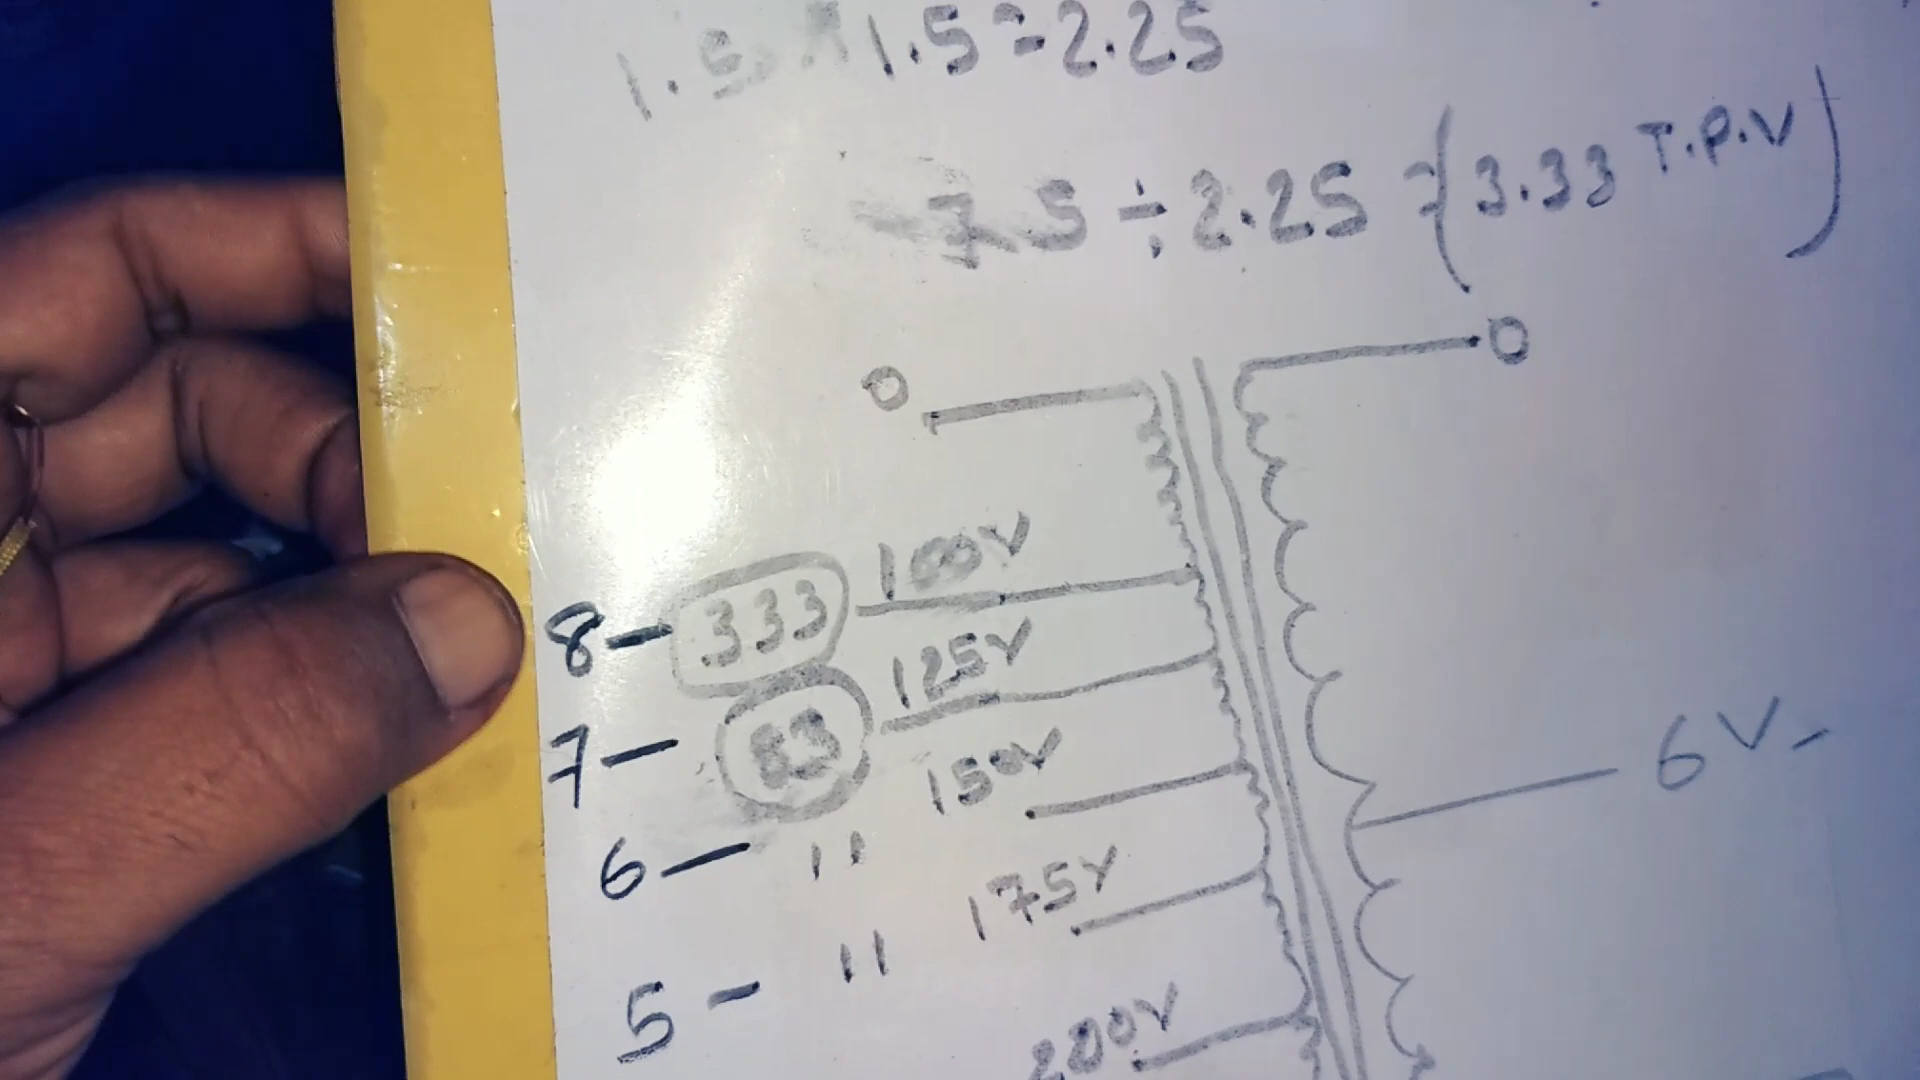 1.5 × 1.5 = 2.25
7.5 ÷ 2.25 = (3.33 T.P.V)
0 0
8 - 333 100V
7 - 83 125V
150V 6V -
6 - "
175V
5 - "
200V